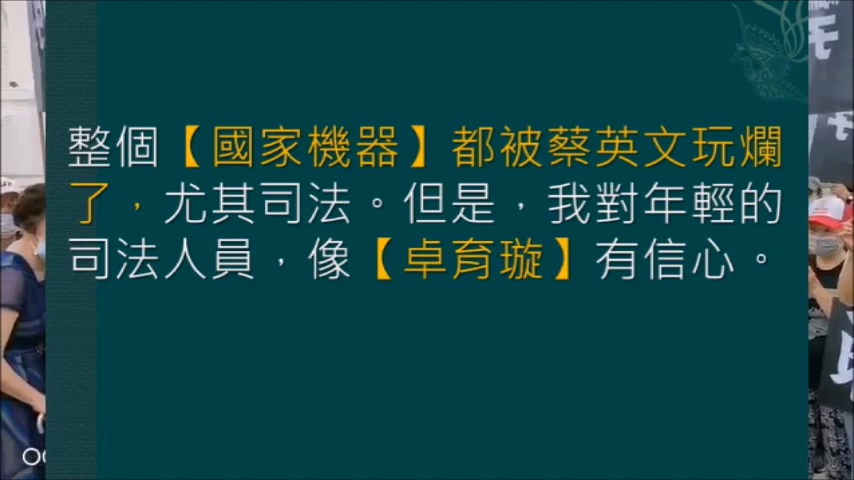 整個【國家機器】都被蔡英文玩爛
了，尤其司法。但是，我對年輕的
司法人員，像【卓育璇】有信心。